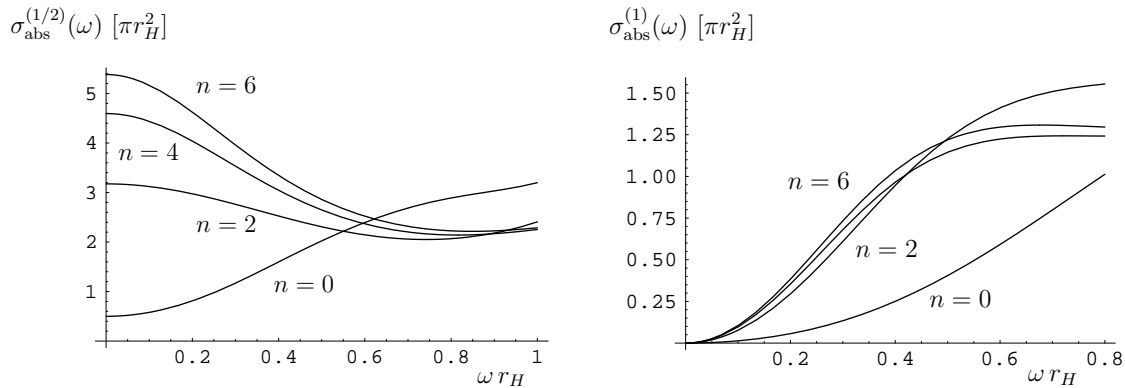 σ_abs^(1/2)(ω) [πr_H^2]
n = 6
n = 4
n = 2
n = 0
5
4
3
2
1
0.2 0.4 0.6 0.8 1
ω r_H
σ_abs^(1)(ω) [πr_H^2]
1.50
1.25
1.00
0.75
0.50
0.25
n = 6
n = 2
n = 0
0.2 0.4 0.6 0.8
ω r_H